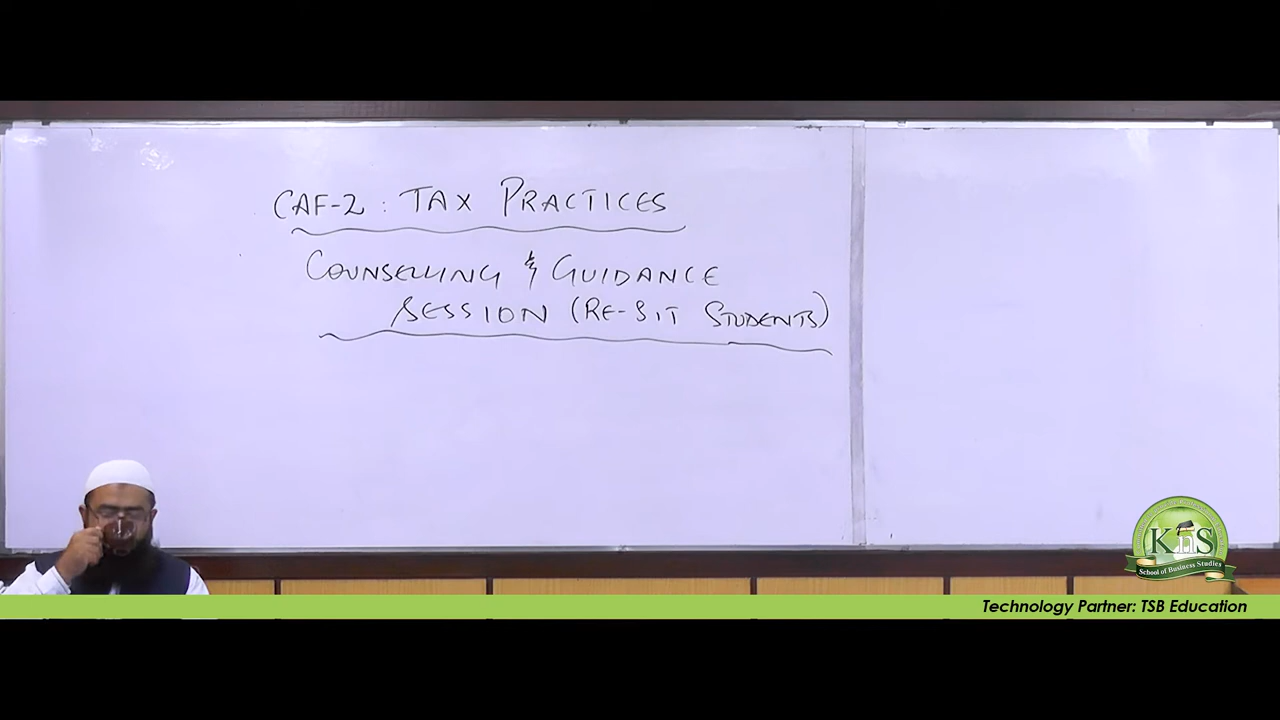 CAF-2 : TAX PRACTICES
COUNSELLING & GUIDANCE
SESSION (RE-SIT STUDENTS)
KnS
School of Business Studies
Technology Partner: TSB Education